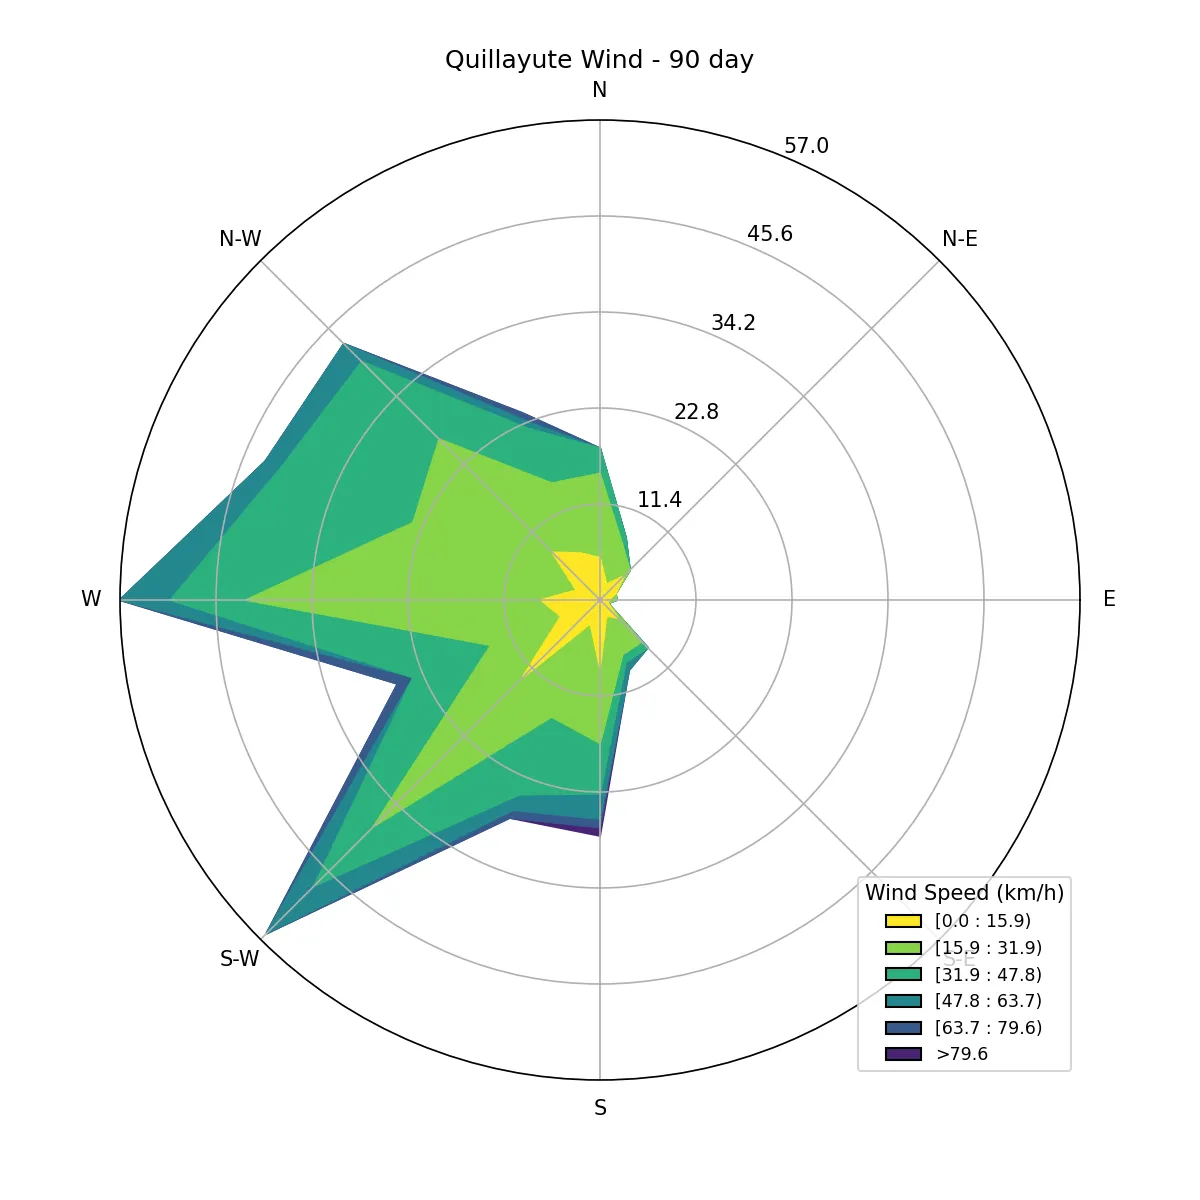 Quillayute Wind - 90 day
N
57.0
N-W
45.6
N-E
34.2
22.8
11.4
W
E
S-W
S-E
S
Wind Speed (km/h)
[0.0 : 15.9)
[15.9 : 31.9)
[31.9 : 47.8)
[47.8 : 63.7)
[63.7 : 79.6)
>79.6